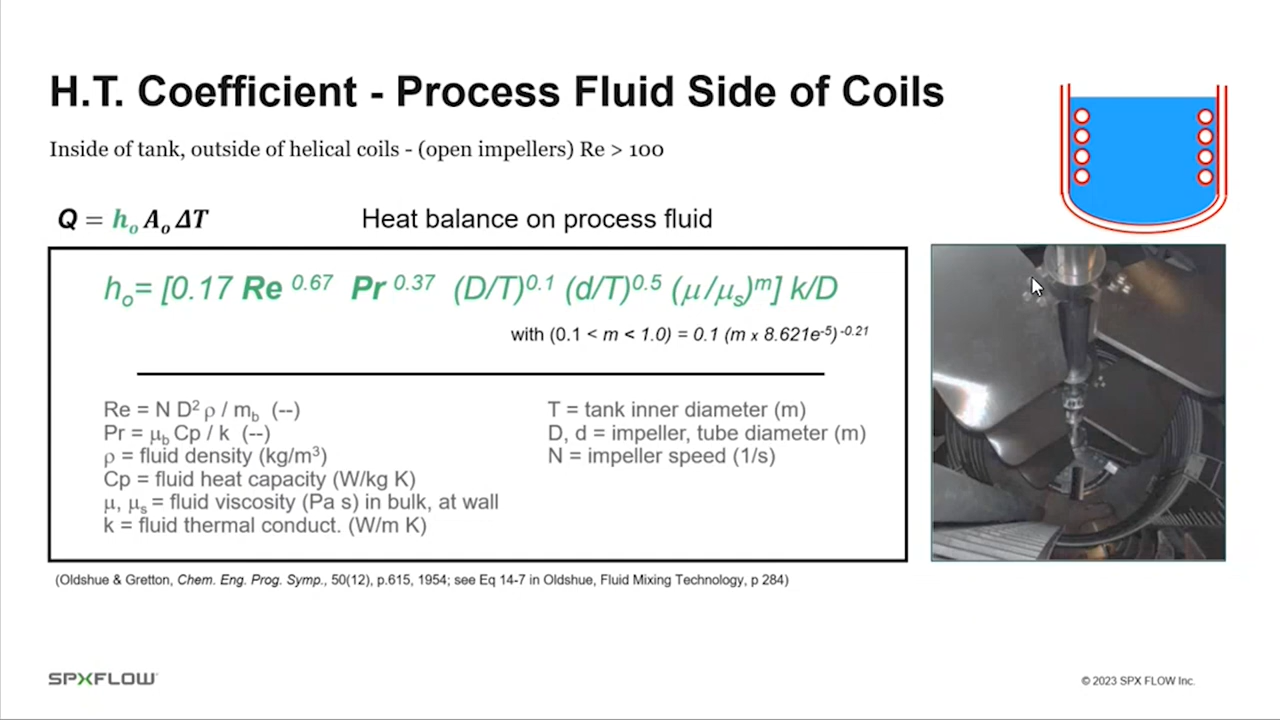 H.T. Coefficient - Process Fluid Side of Coils
Inside of tank, outside of helical coils - (open impellers) Re > 100
Q = hₒ Aₒ ΔT
Heat balance on process fluid
hₒ= [0.17 Re ⁰·⁶⁷ Pr ⁰·³⁷ (D/T)⁰·¹ (d/T)⁰·⁵ (μ/μₛ)ᵐ] k/D
with (0.1 < m < 1.0) = 0.1 (m x 8.621e⁻⁵)⁻⁰·²¹
Re = N D² ρ / m_b (--)
Pr = μ_b Cp / k (--)
ρ = fluid density (kg/m³)
Cp = fluid heat capacity (W/kg K)
μ, μₛ = fluid viscosity (Pa s) in bulk, at wall
k = fluid thermal conduct. (W/m K)
T = tank inner diameter (m)
D, d = impeller, tube diameter (m)
N = impeller speed (1/s)
(Oldshue & Gretton, Chem. Eng. Prog. Symp., 50(12), p.615, 1954; see Eq 14-7 in Oldshue, Fluid Mixing Technology, p 284)
SPXFLOW
© 2023 SPX FLOW Inc.